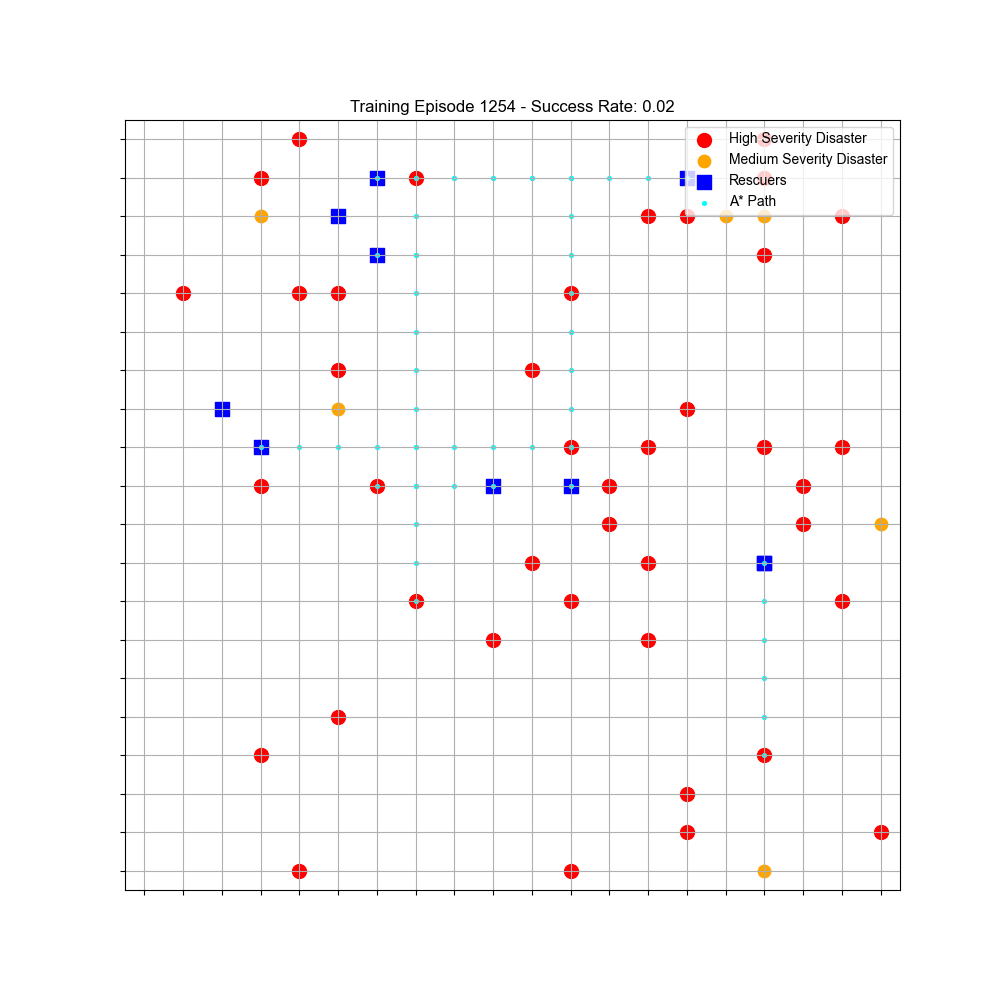 Training Episode 1254 - Success Rate: 0.02
High Severity Disaster
Medium Severity Disaster
Rescuers
A* Path